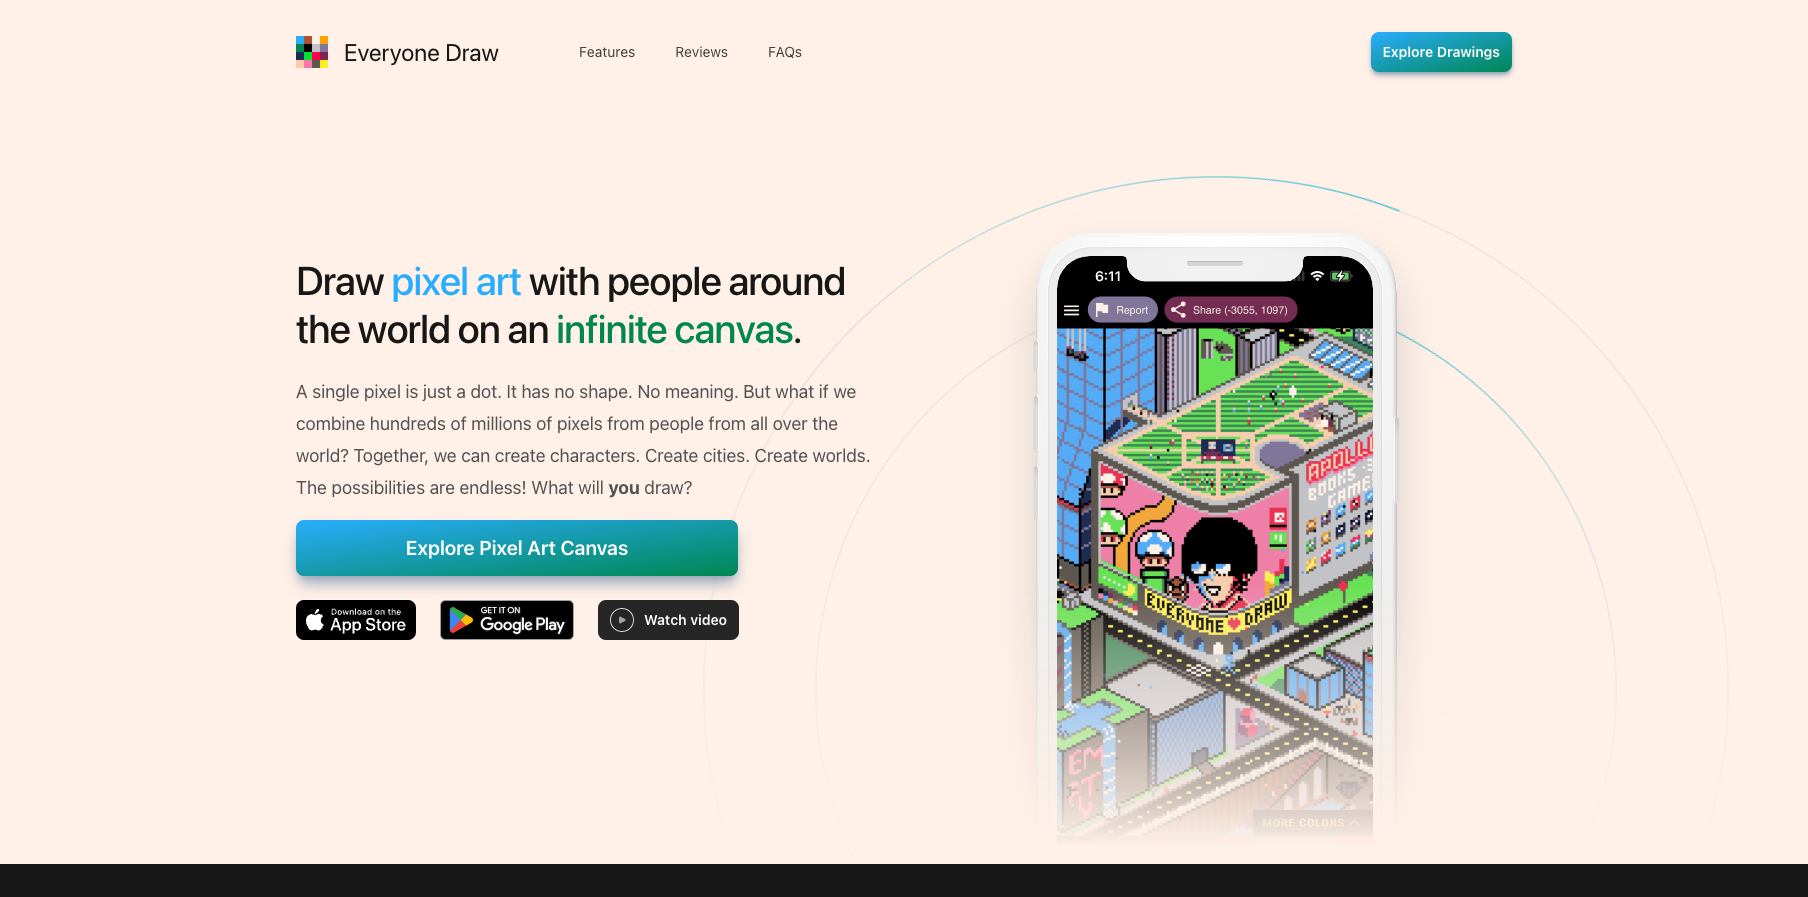 Everyone Draw
Features
Reviews
FAQs
Explore Drawings
Draw pixel art with people around
the world on an infinite canvas.
A single pixel is just a dot. It has no shape. No meaning. But what if we
combine hundreds of millions of pixels from people from all over the
world? Together, we can create characters. Create cities. Create worlds.
The possibilities are endless! What will you draw?
Explore Pixel Art Canvas
Download on the
App Store
GET IT ON
Google Play
Watch video
6:11
Report
Share (-3055, 1097)
APOLLO
BOOKS
GAME
EVERYONE DRAW
MORE COLORS